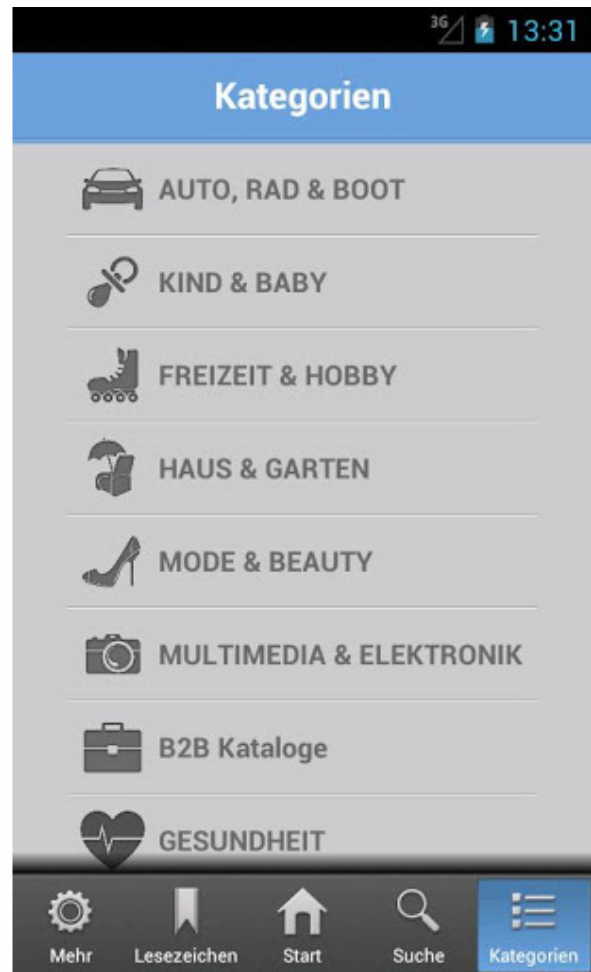 3G 13:31
Kategorien
AUTO, RAD & BOOT
KIND & BABY
FREIZEIT & HOBBY
HAUS & GARTEN
MODE & BEAUTY
MULTIMEDIA & ELEKTRONIK
B2B Kataloge
GESUNDHEIT
Mehr Lesezeichen Start Suche Kategorien